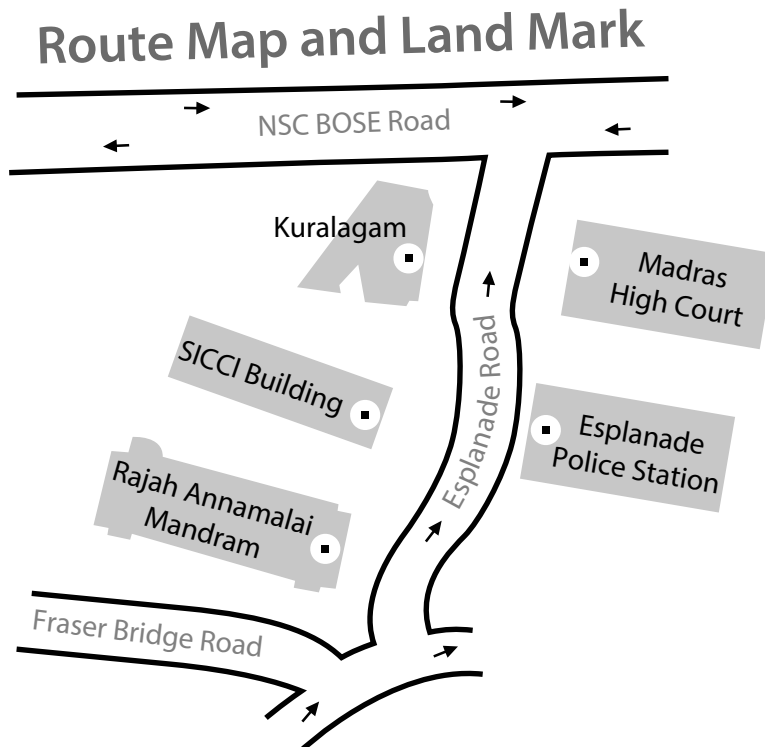 Route Map and Land Mark
NSC BOSE Road
Kuralagam
Madras
High Court
SICCI Building
Esplanade Road
Esplanade
Police Station
Rajah Annamalai
Mandram
Fraser Bridge Road